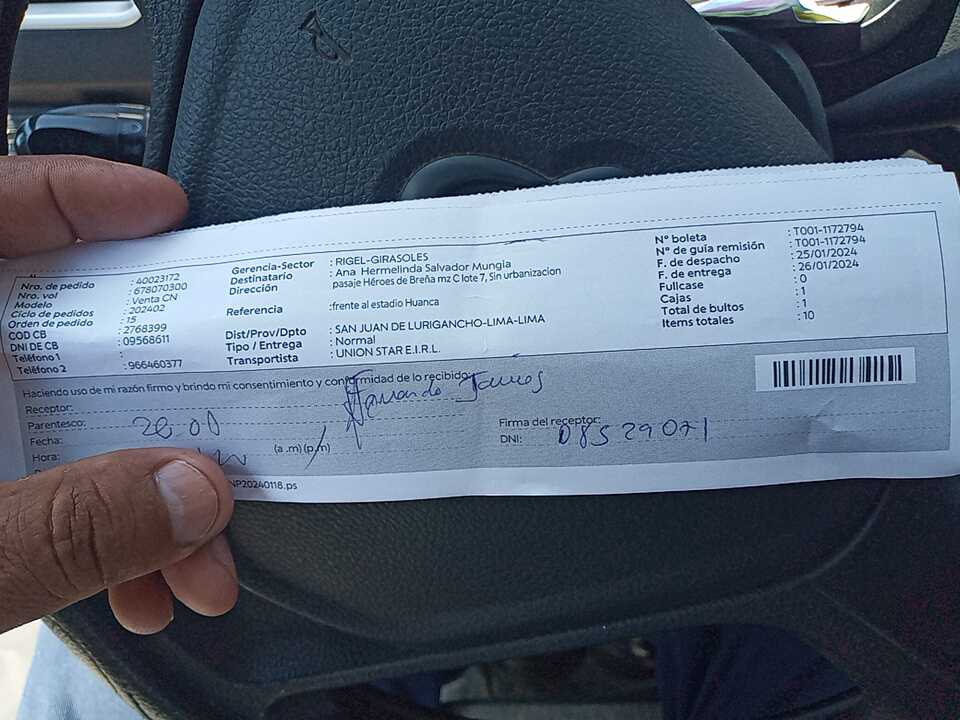 Nro. de pedido : 40023172
Nro. vol : 678070300
Modelo : Venta CN
Ciclo de pedidos : 202402
Orden de pedido : 15
COD CB : 2768399
DNI DE CB : 09568611
Teléfono 1 :
Teléfono 2 : 966460377
Gerencia-Sector : RIGEL-GIRASOLES
Destinatario : Ana Hermelinda Salvador Mungia
Dirección pasaje Héroes de Breña mz C lote 7, Sin urbanizacion
Referencia :frente al estadio Huanca
Dist/Prov/Dpto : SAN JUAN DE LURIGANCHO-LIMA-LIMA
Tipo / Entrega : Normal
Transportista : UNION STAR E.I.R.L.
N° boleta : T001-1172794
N° de guía remisión : T001-1172794
F. de despacho : 25/01/2024
F. de entrega : 26/01/2024
Fullcase : 0
Cajas : 1
Total de bultos : 1
Items totales : 10
Haciendo uso de mi razón firmo y brindo mi consentimiento y conformidad de lo recibido:
Receptor:
Parentesco:
Fecha:
Hora: (a .m) (p,m)
Firma del receptor:
DNI: 08529071
NP20240118.ps